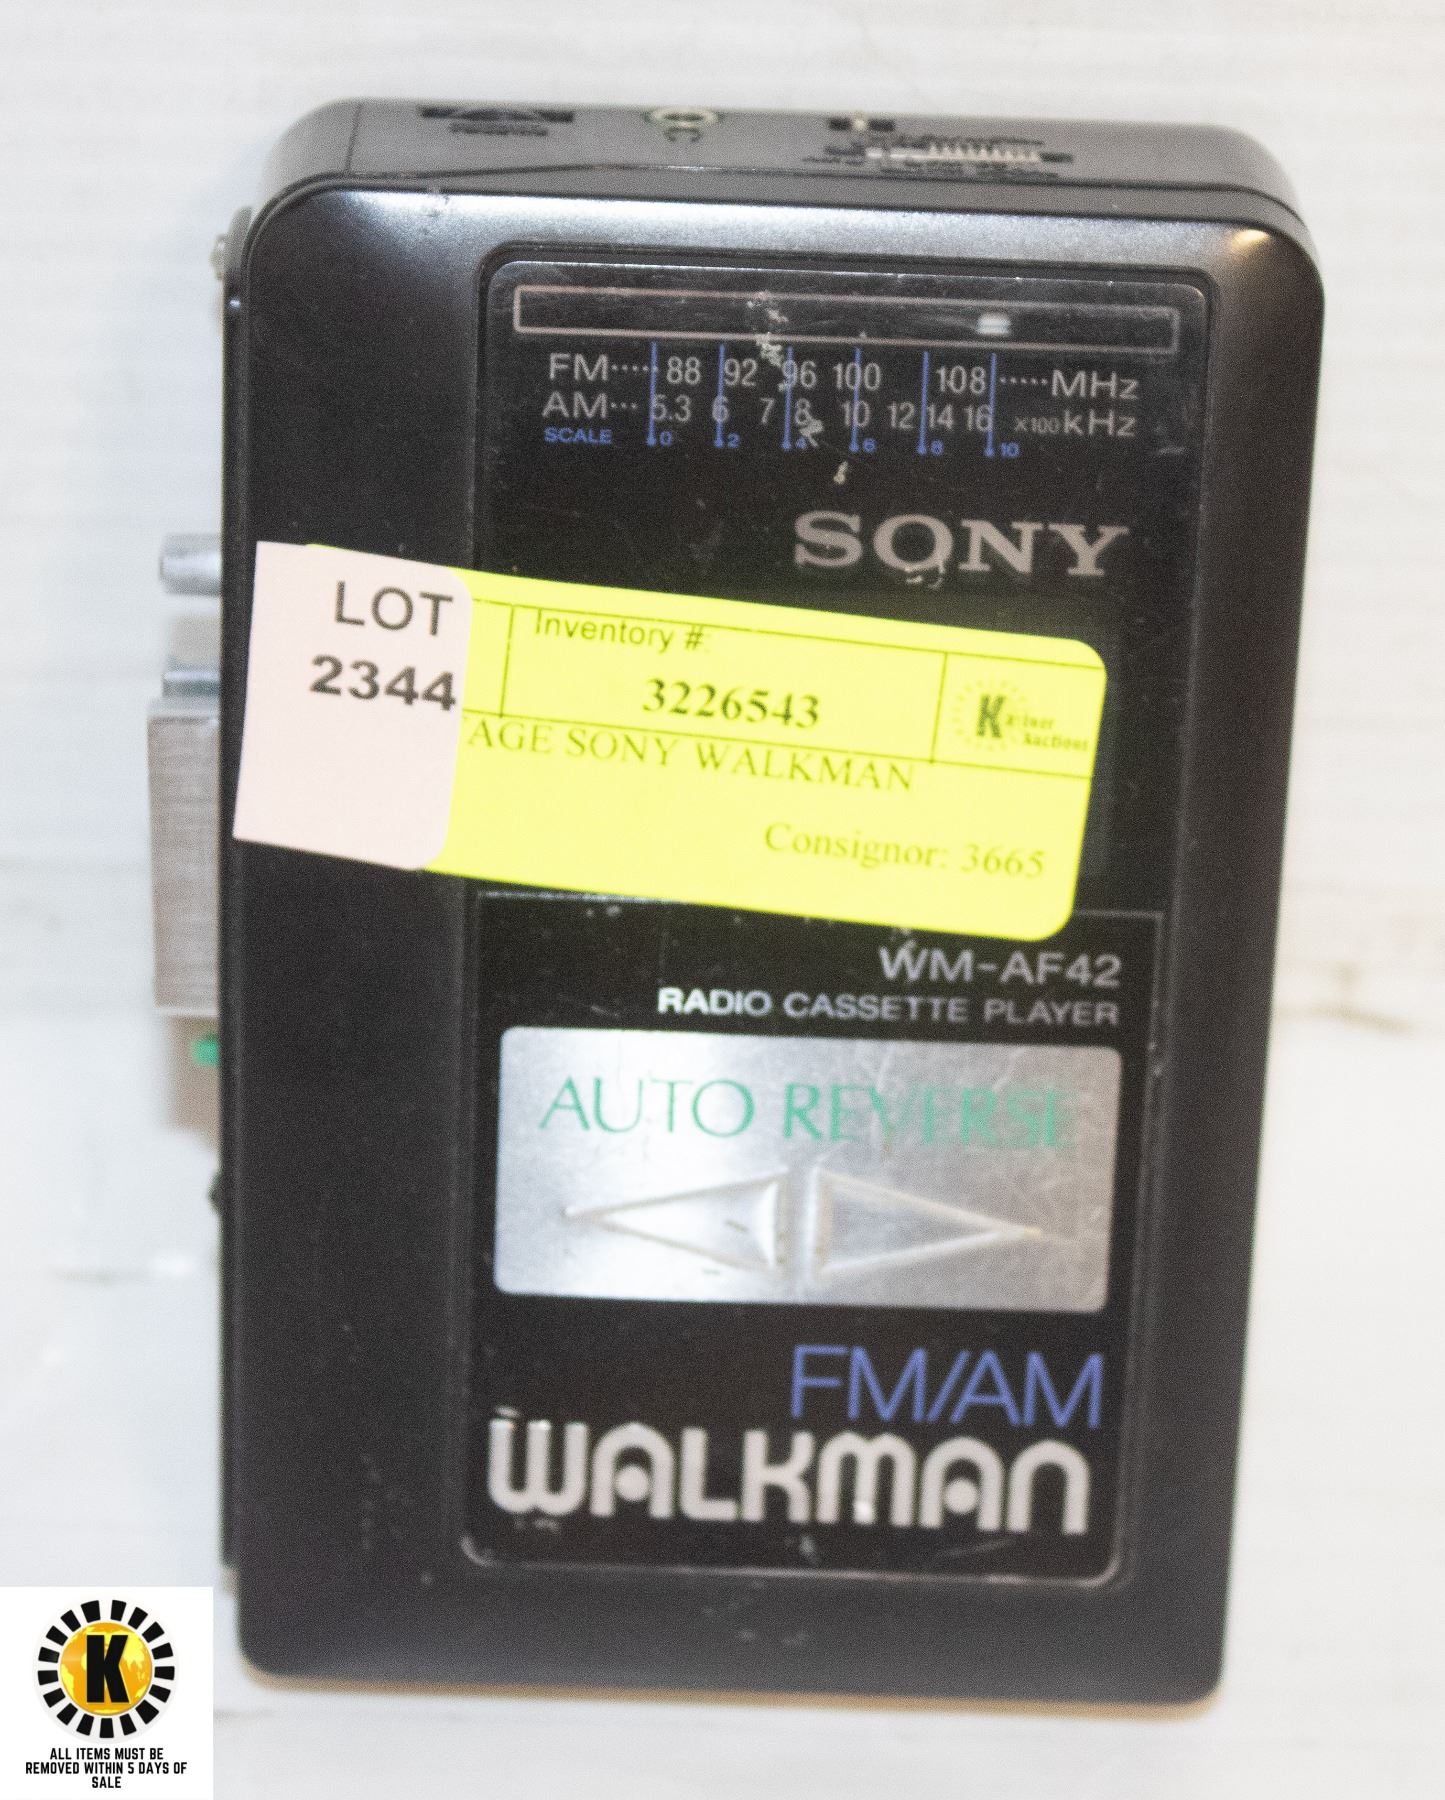 FM·····88 92 96 100 108·····MHz
AM···5.3 6 7 8 10 12 14 16 x100kHz
SCALE 0 2 4 6 8 10
SONY
LOT
2344
Inventory #:
3226543
K
Auctions
AGE SONY WALKMAN
Consignor: 3665
WM-AF42
RADIO CASSETTE PLAYER
AUTO REVERSE
FM/AM
WALKMAN
K
ALL ITEMS MUST BE
REMOVED WITHIN 5 DAYS OF
SALE